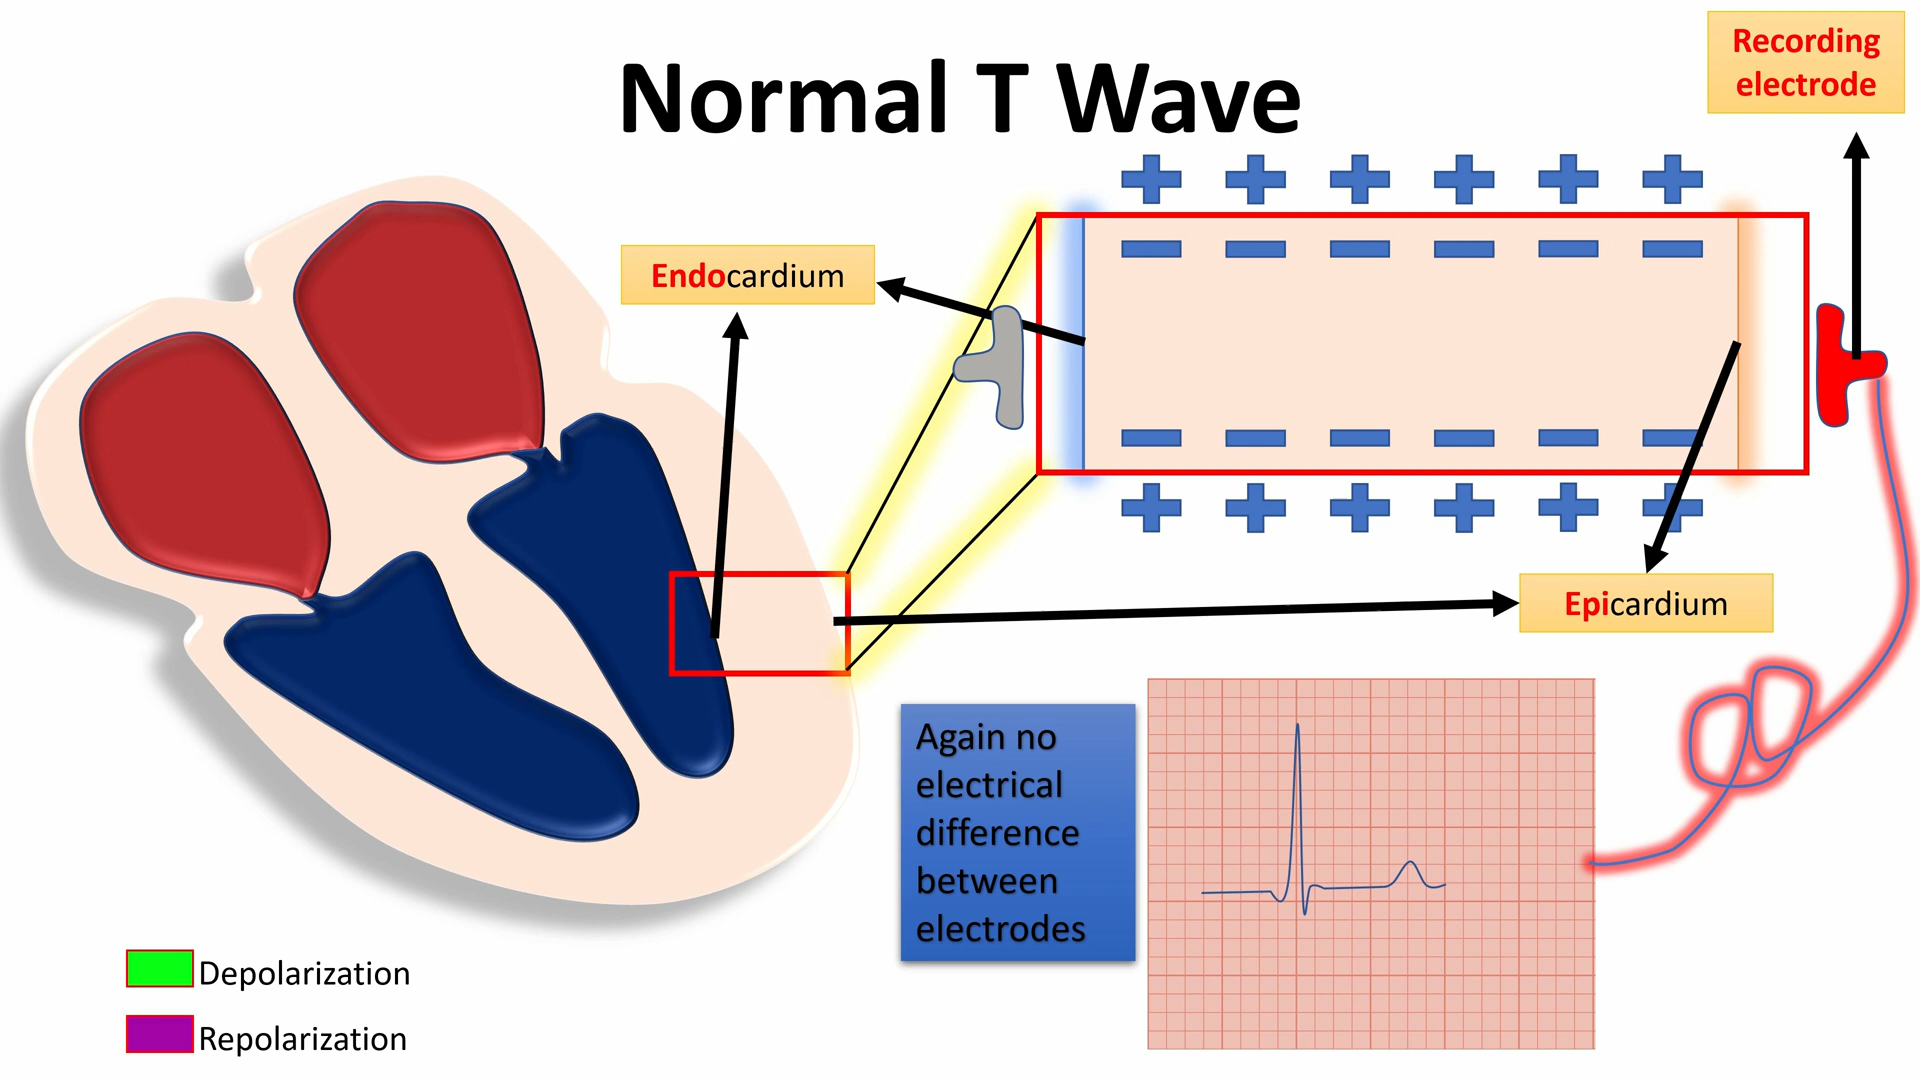 Normal T Wave
Recording
electrode
Endocardium
Epicardium
Again no
electrical
difference
between
electrodes
Depolarization
Repolarization